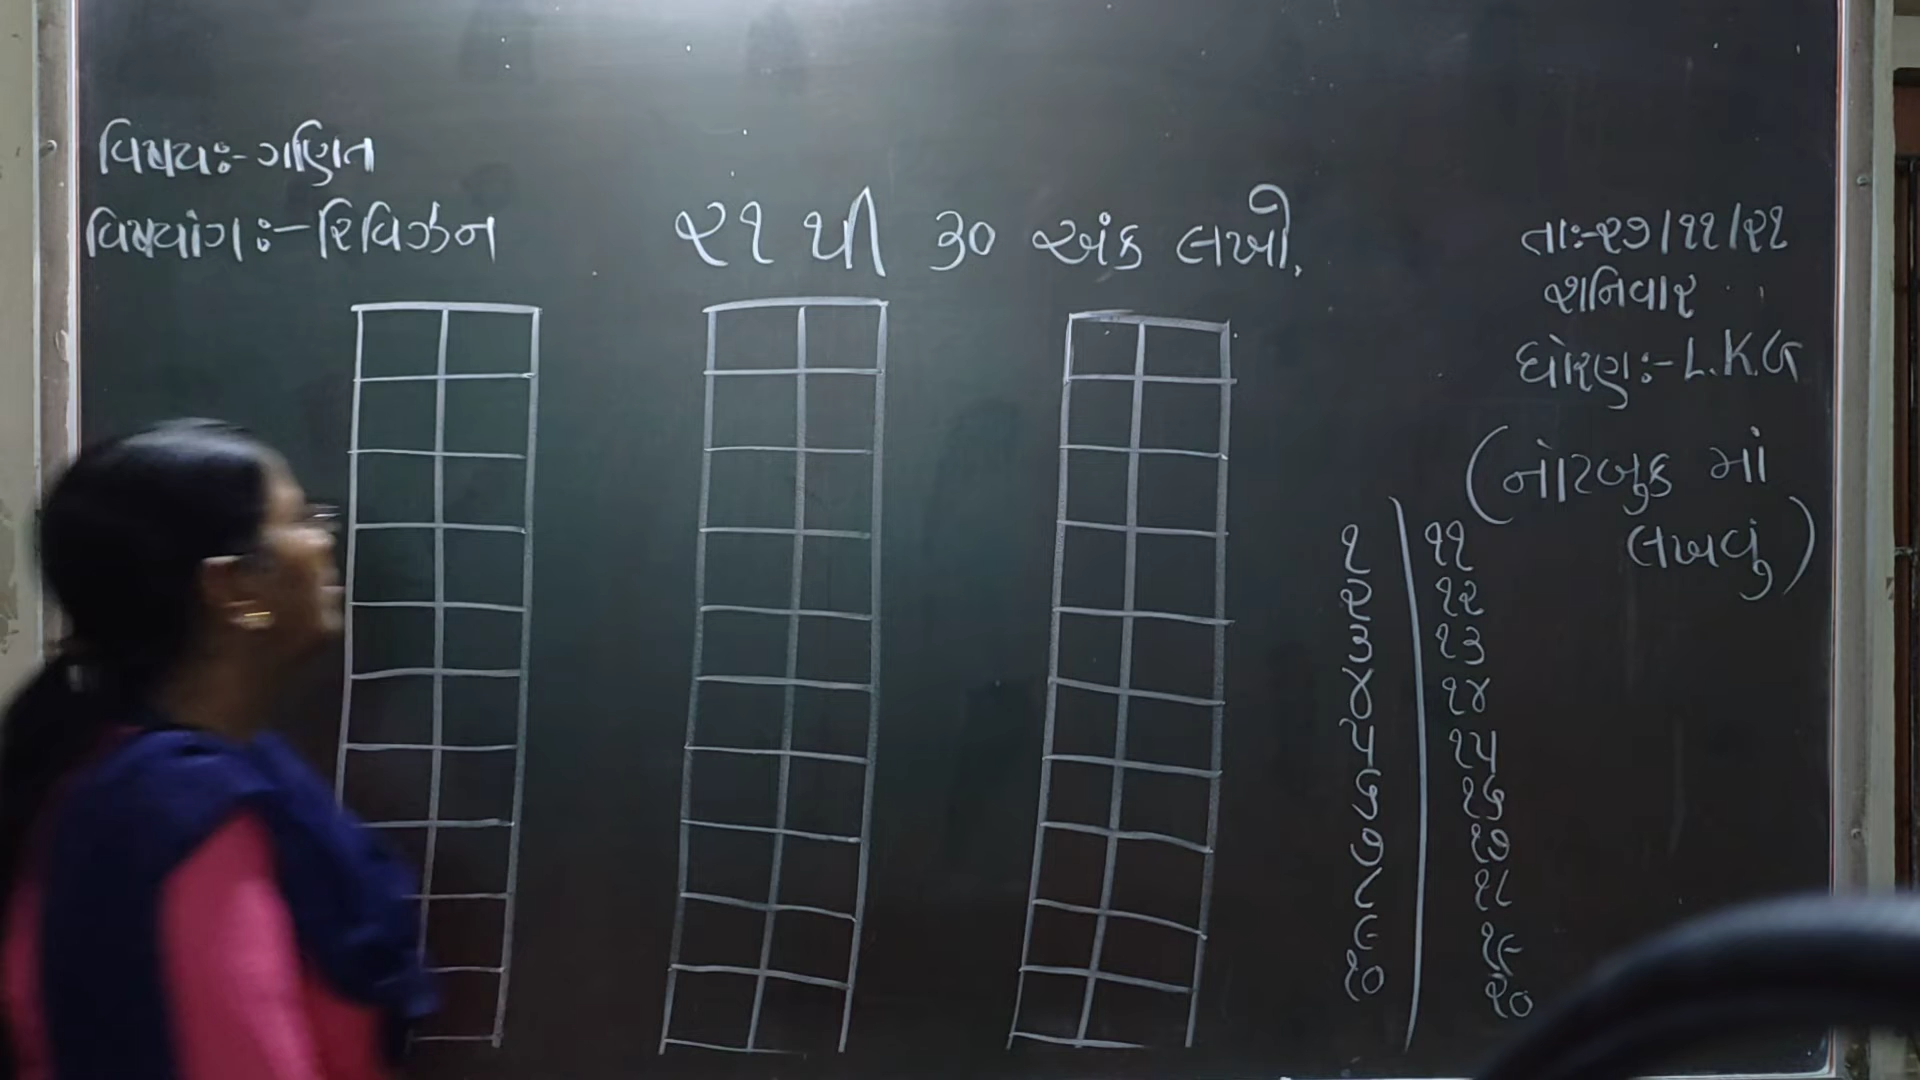 વિષય:- ગણિત
વિષયાંગ:- રિવિઝન
૨૧ થી ૩૦ અંક લખો.
તા:- ૨૭/૧૧/૨૧
શનિવાર
ધોરણ:- L.K.G
(નોટબુક માં
લખવું)
૧ ૧૧
૨ ૧૨
૩ ૧૩
૪ ૧૪
૫ ૧૫
૬ ૧૬
૭ ૧૭
૮ ૧૮
૯ ૧૯
૧૦ ૨૦